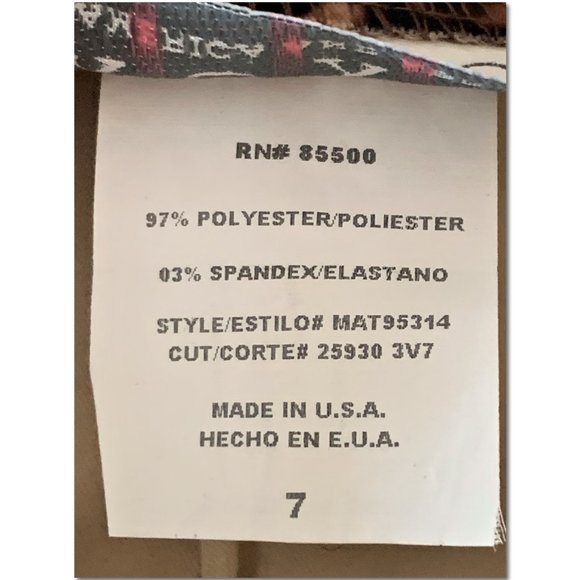 RN# 85500
97% POLYESTER/POLIESTER
03% SPANDEX/ELASTANO
STYLE/ESTILO# MAT95314
CUT/CORTE# 25930 3V7
MADE IN U.S.A.
HECHO EN E.U.A.
7